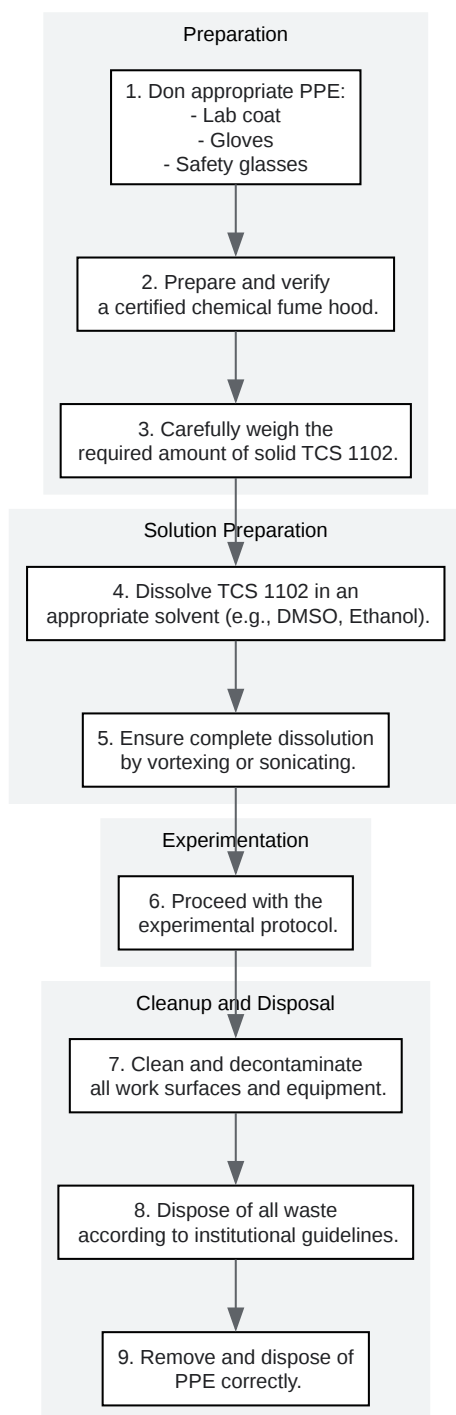 Preparation
1. Don appropriate PPE:
- Lab coat
- Gloves
- Safety glasses
2. Prepare and verify
a certified chemical fume hood.
3. Carefully weigh the
required amount of solid TCS 1102.
Solution Preparation
4. Dissolve TCS 1102 in an
appropriate solvent (e.g., DMSO, Ethanol).
5. Ensure complete dissolution
by vortexing or sonicating.
Experimentation
6. Proceed with the
experimental protocol.
Cleanup and Disposal
7. Clean and decontaminate
all work surfaces and equipment.
8. Dispose of all waste
according to institutional guidelines.
9. Remove and dispose of
PPE correctly.